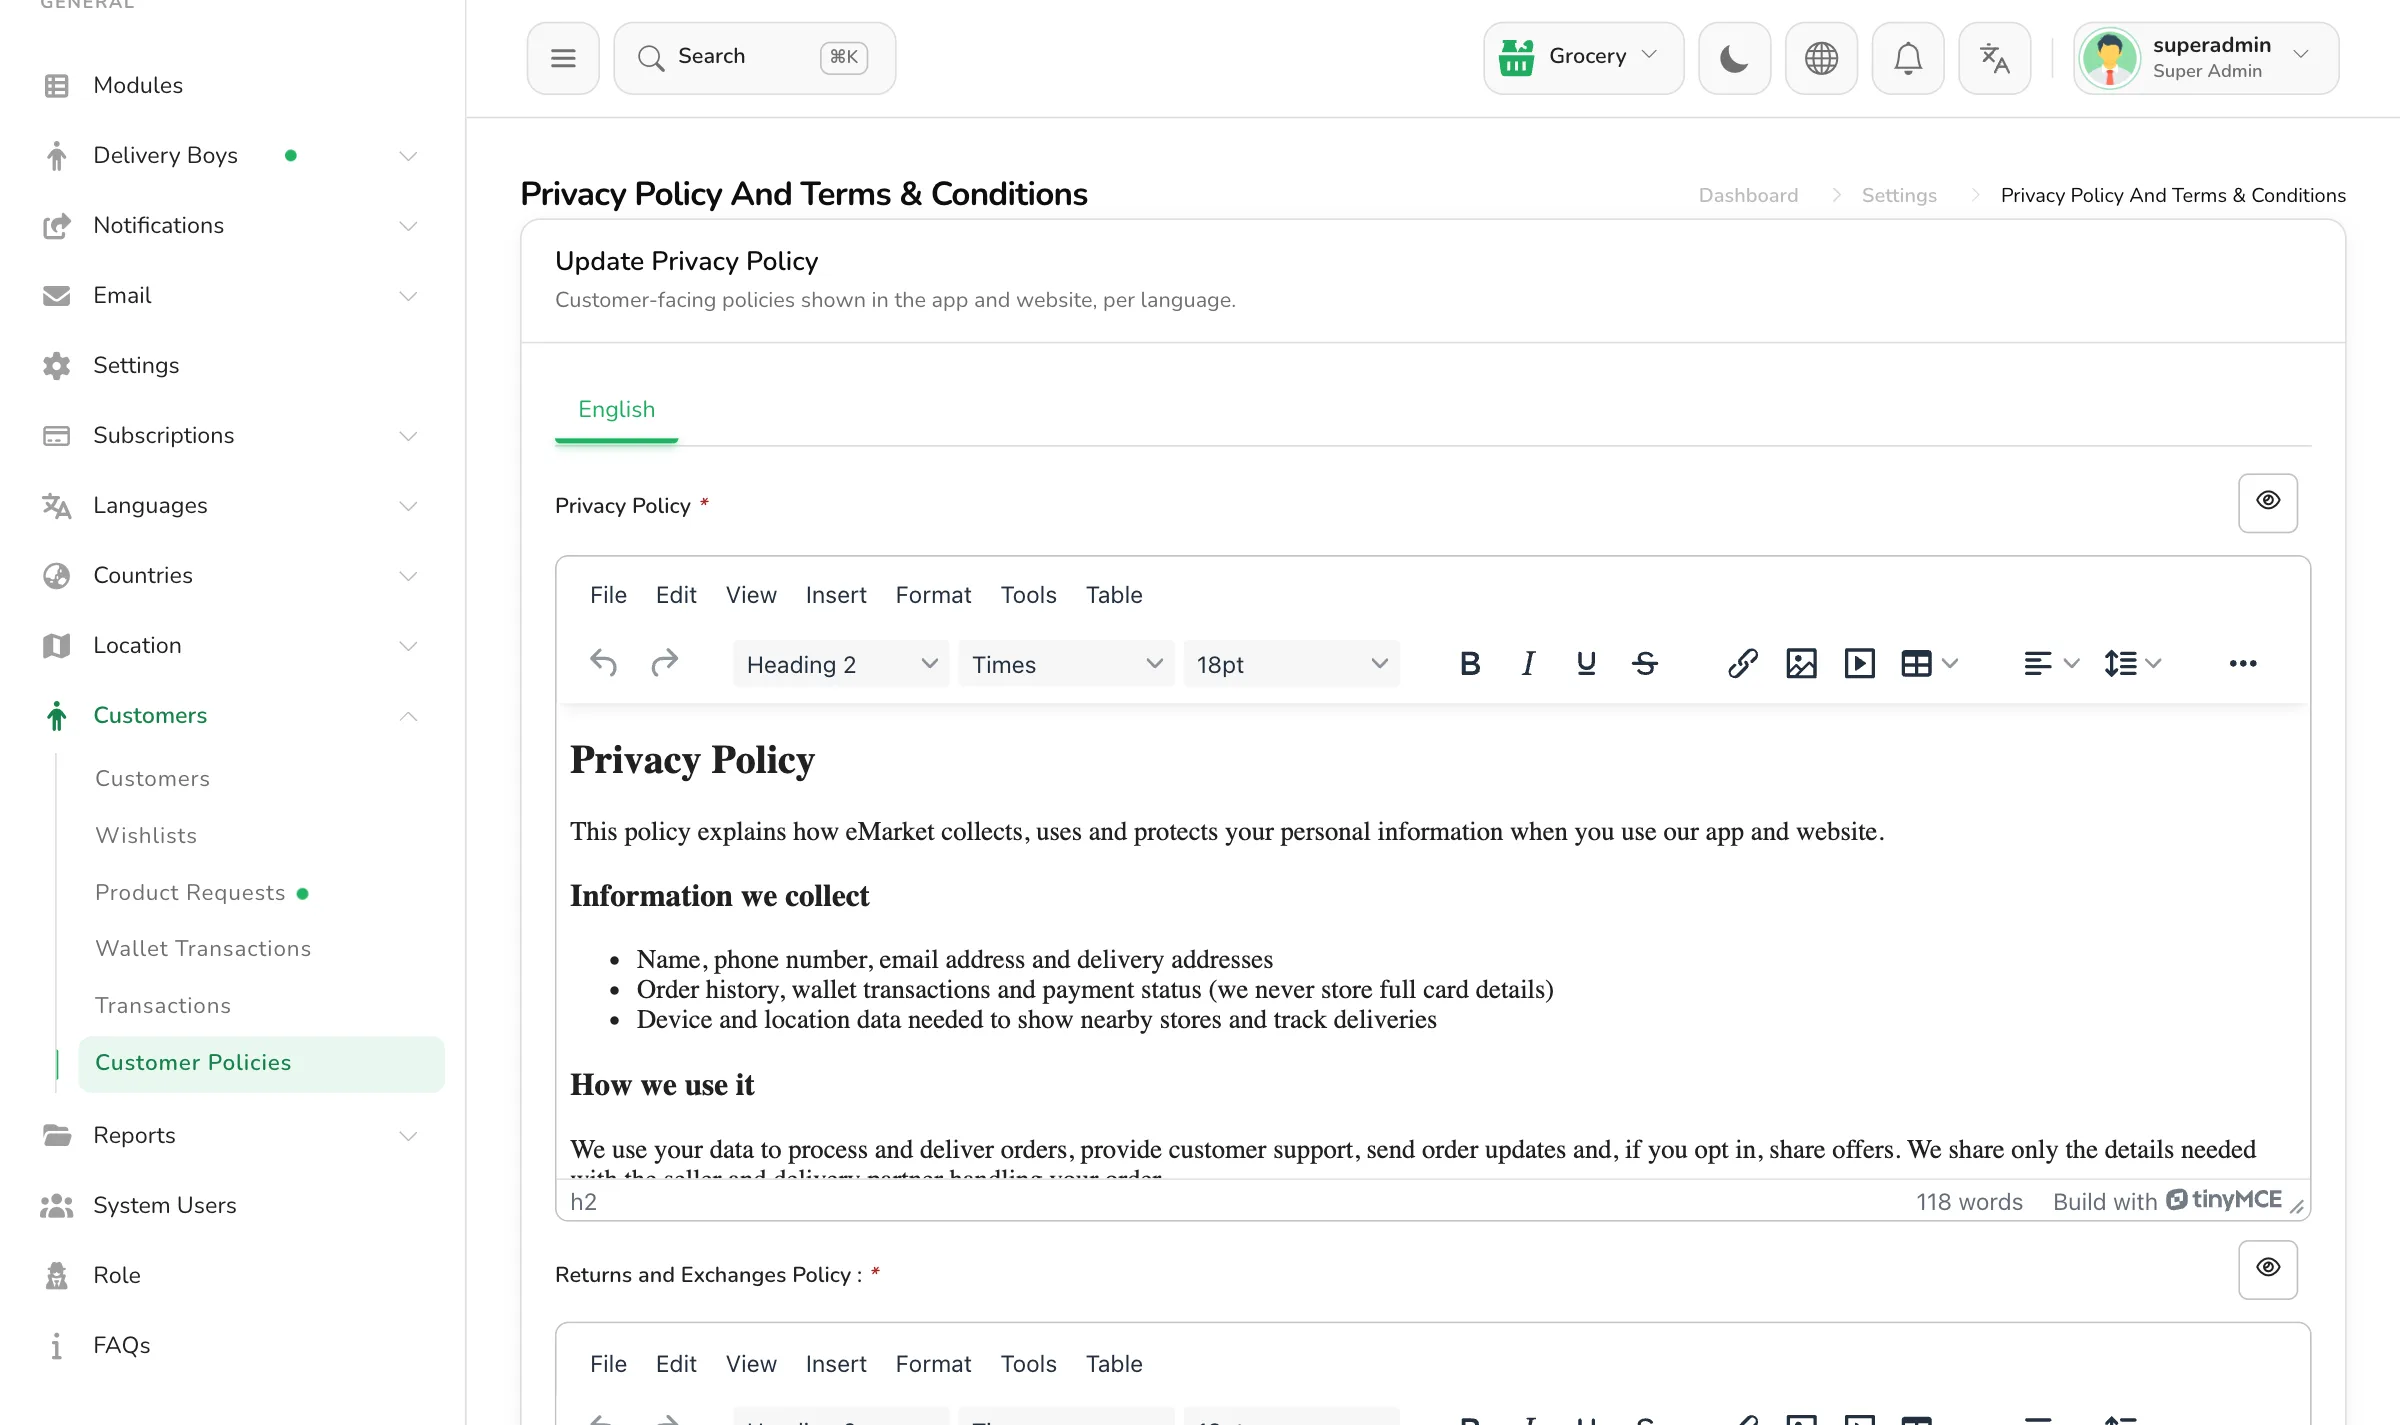 GENERAL
Modules
Delivery Boys
Notifications
Email
Settings
Subscriptions
Languages
Countries
Location
Customers
Customers
Wishlists
Product Requests
Wallet Transactions
Transactions
Customer Policies
Reports
System Users
Role
FAQs
Search
⌘K
Grocery
superadmin
Super Admin
Privacy Policy And Terms & Conditions
Dashboard
Settings
Privacy Policy And Terms & Conditions
Update Privacy Policy
Customer-facing policies shown in the app and website, per language.
English
Privacy Policy *
File Edit View Insert Format Tools Table
Heading 2 Times 18pt
Privacy Policy
This policy explains how eMarket collects, uses and protects your personal information when you use our app and website.
Information we collect
• Name, phone number, email address and delivery addresses
• Order history, wallet transactions and payment status (we never store full card details)
• Device and location data needed to show nearby stores and track deliveries
How we use it
We use your data to process and deliver orders, provide customer support, send order updates and, if you opt in, share offers. We share only the details needed
with the seller and delivery partner handling your order
h2
118 words
Build with tinyMCE
Returns and Exchanges Policy : *
File Edit View Insert Format Tools Table